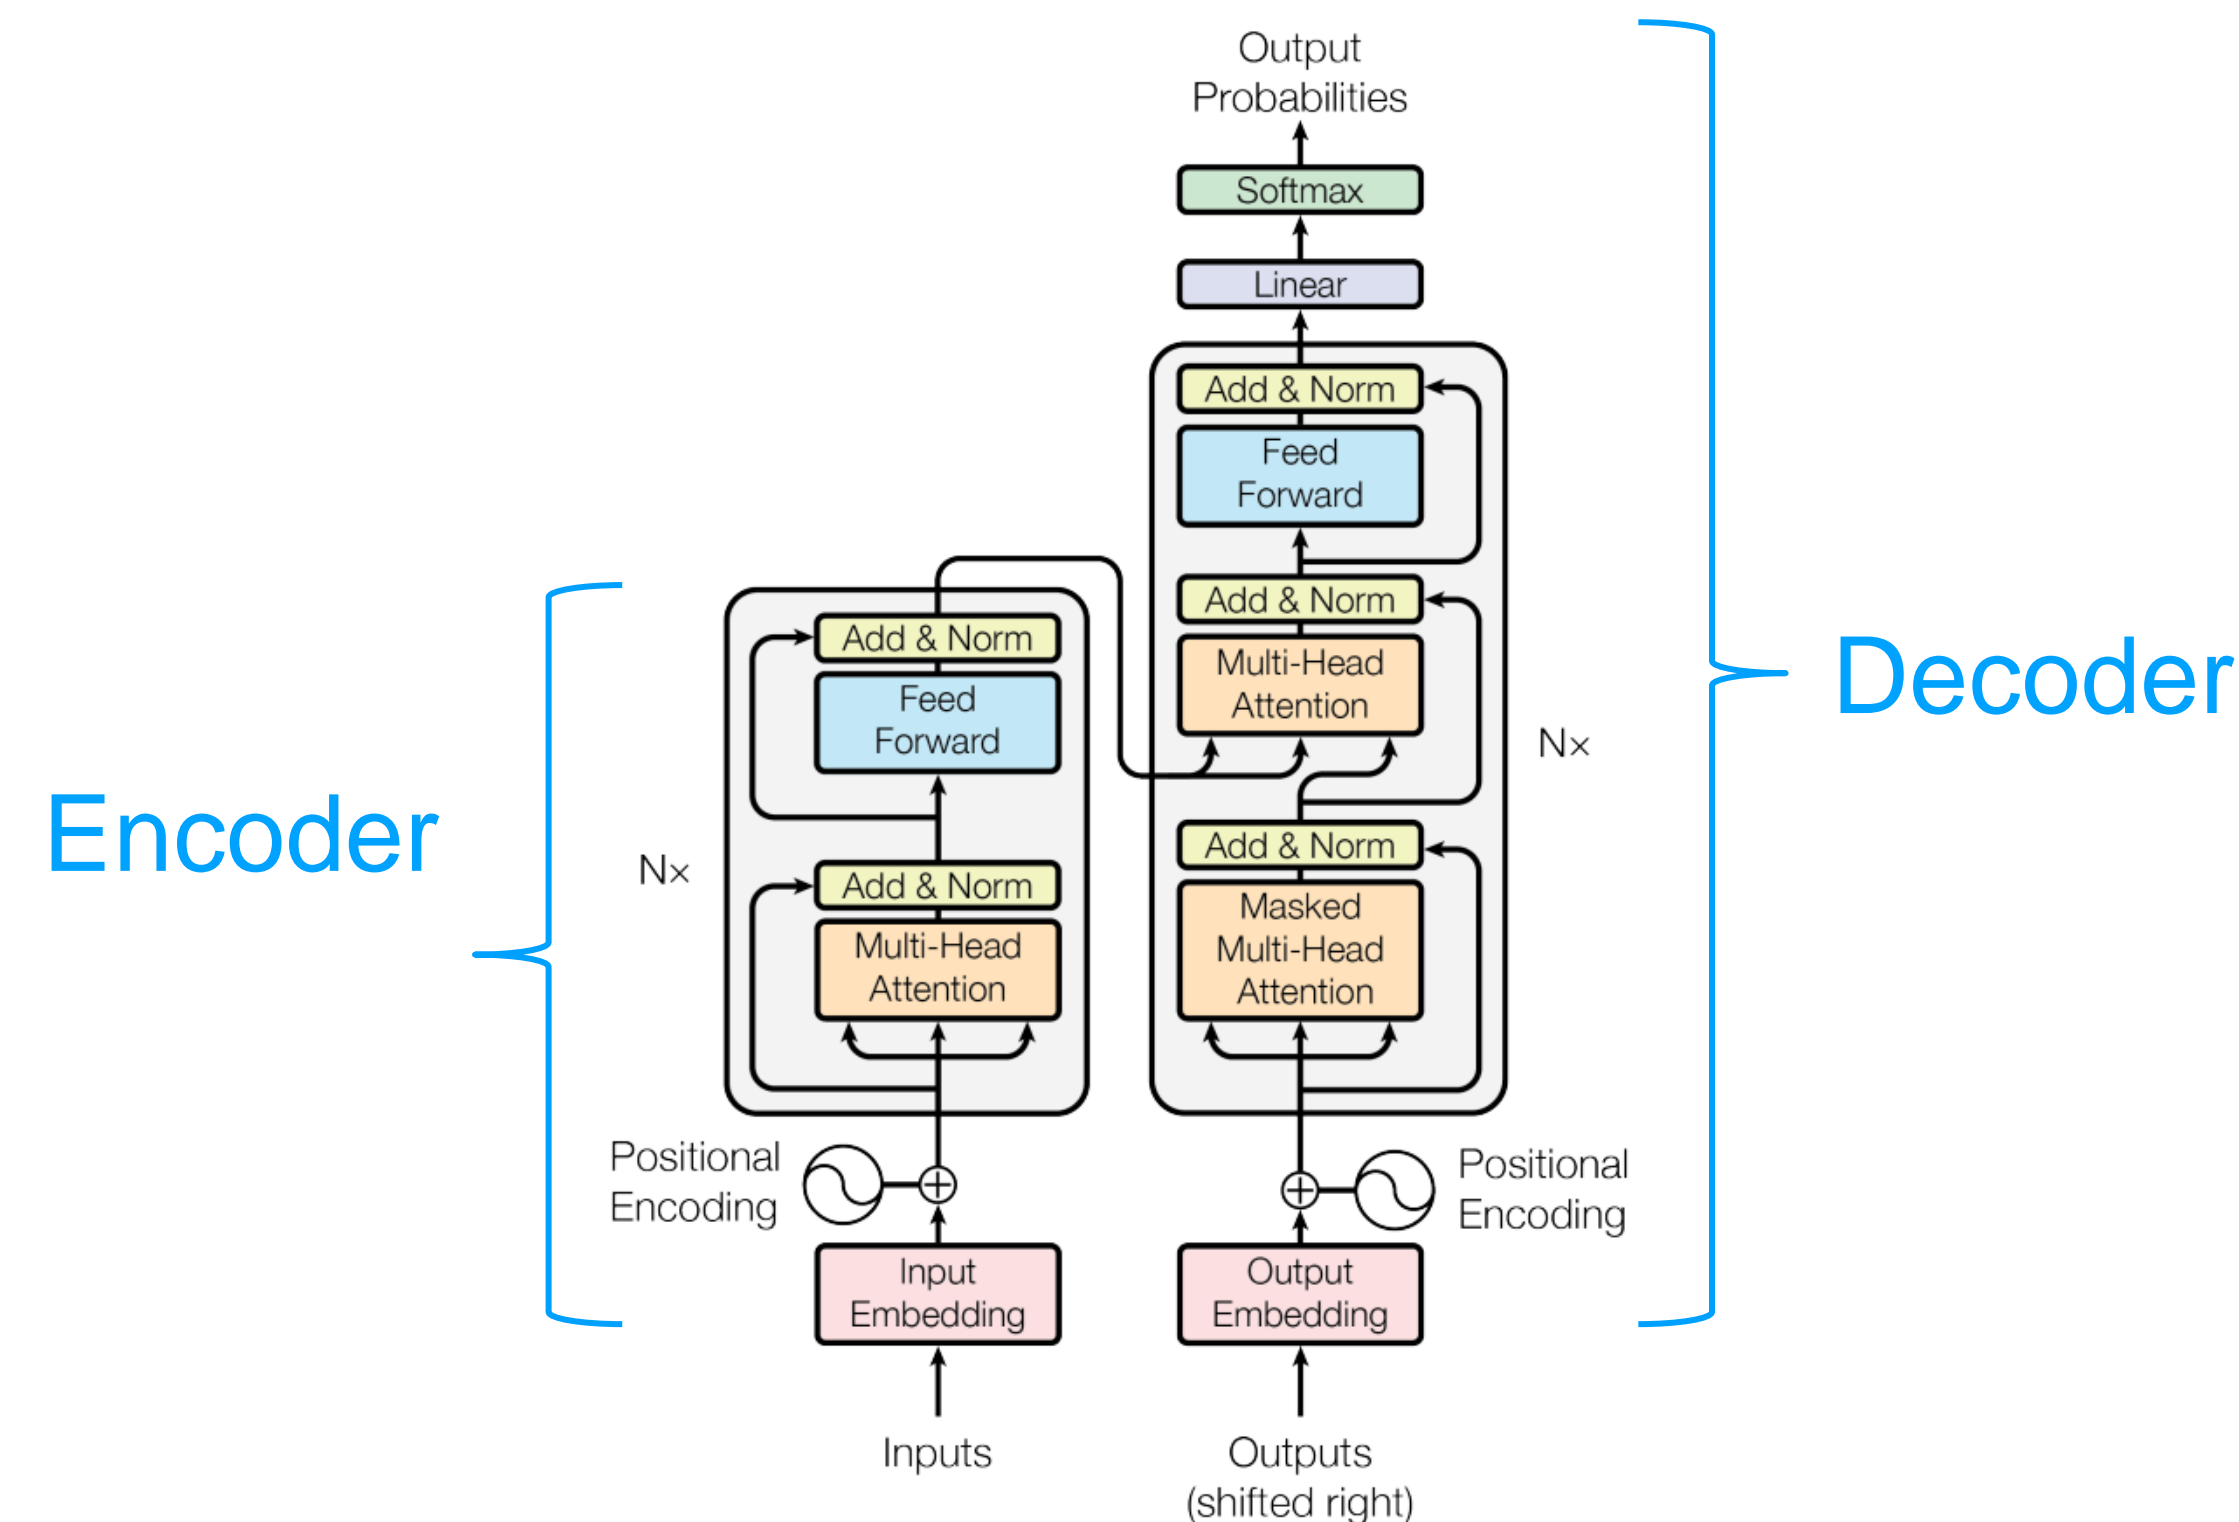 Output
Probabilities
Softmax
Linear
Add & Norm
Feed
Forward
Add & Norm
Multi-Head
Attention
Add & Norm
Masked
Multi-Head
Attention
N×
Decoder
Positional
Encoding
Output
Embedding
Outputs
(shifted right)
Encoder
N×
Add & Norm
Feed
Forward
Add & Norm
Multi-Head
Attention
Positional
Encoding
Input
Embedding
Inputs